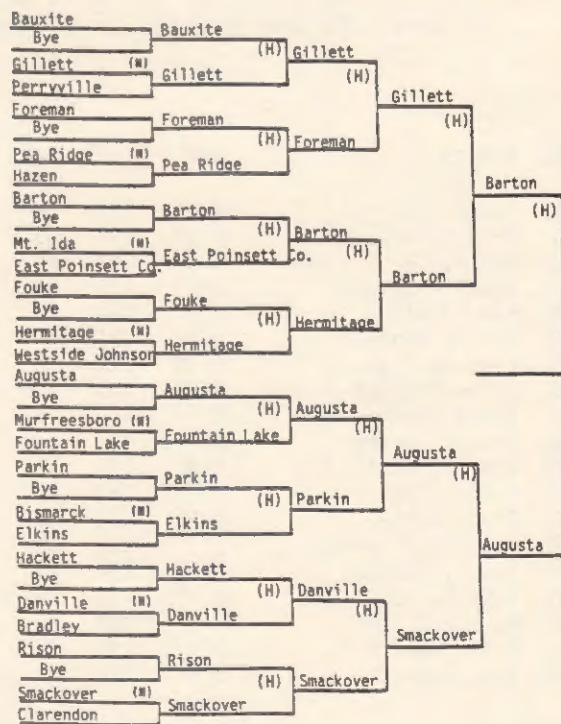 Bauxite
Bye
Bauxite
(H)
Gillett (W)
Perryville
Gillett
Gillett
(H)
Foreman
Bye
Foreman
(H)
Pea Ridge (W)
Hazen
Pea Ridge
Foreman
Gillett
(H)
Barton
Bye
Barton
(H)
Mt. Ida (W)
East Poinsett Co.
East Poinsett Co.
Barton
(H)
Fouke
Bye
Fouke
(H)
Hermitage (W)
Westside Johnson
Hermitage
Hermitage
Barton
Barton
(H)
Augusta
Bye
Augusta
(H)
Murfreesboro (W)
Fountain Lake
Fountain Lake
Augusta
(H)
Parkin
Bye
Parkin
(H)
Bismarck (W)
Elkins
Elkins
Parkin
Augusta
(H)
Hackett
Bye
Hackett
(H)
Danville (W)
Bradley
Danville
Danville
(H)
Rison
Bye
Rison
(H)
Smackover (W)
Clarendon
Smackover
Smackover
Smackover
Augusta